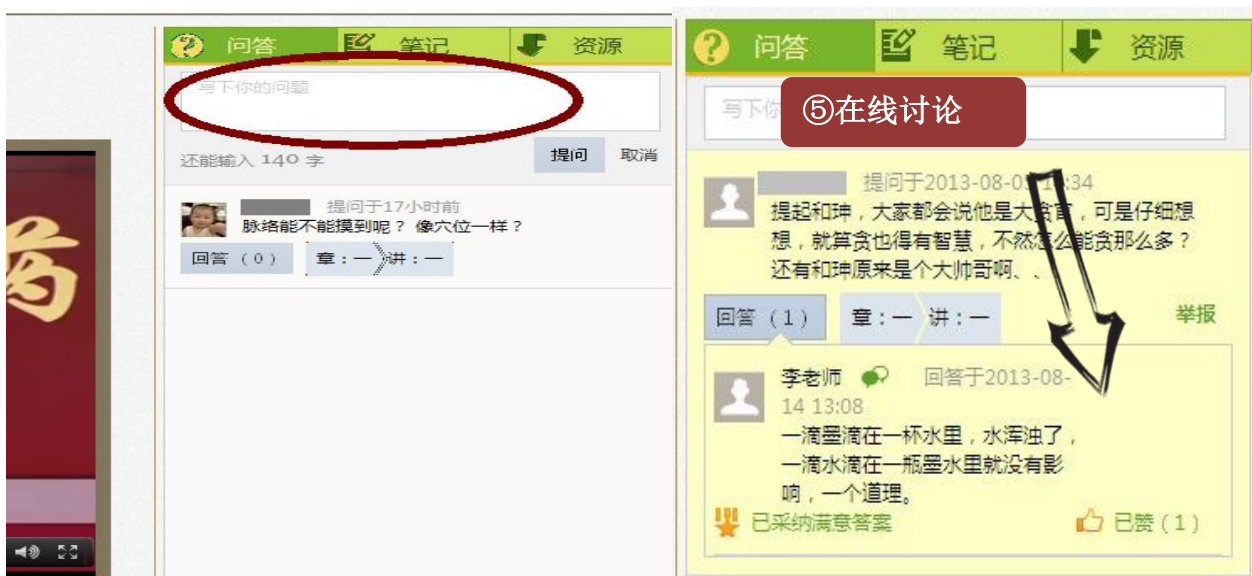 问答 笔记 资源
写下你的问题
还能输入 140 字 提问 取消
提问于17小时前
脉络能不能摸到呢？像穴位一样？
回答（0） 章：一 讲：一
药
问答 笔记 资源
写下你
⑤在线讨论
提问于2013-08-0 :34
提起和珅，大家都会说他是大贪官，可是仔细想
想，就算贪也得有智慧，不然怎么能贪那么多？
还有和珅原来是个大帅哥啊、、
回答（1） 章：一 讲：一 举报
李老师 回答于2013-08-
14 13:08
一滴墨滴在一杯水里，水浑浊了，
一滴水滴在一瓶墨水里就没有影
响，一个道理。
已采纳满意答案 已赞（1）